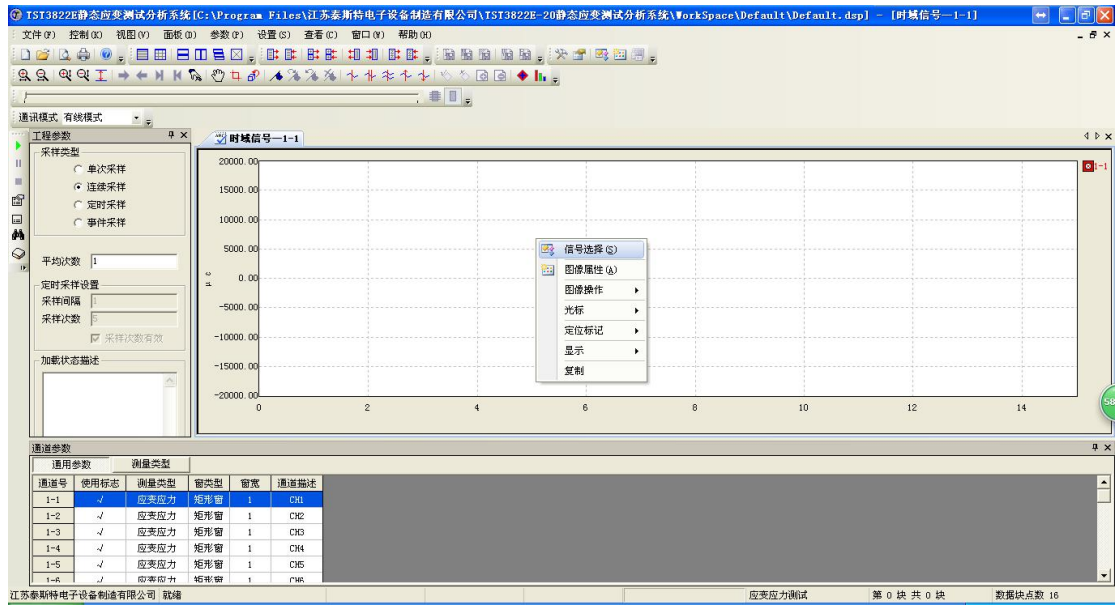 TST3822E静态应变测试分析系统[C:\Program Files\江苏泰斯特电子设备制造有限公司\TST3822E-20静态应变测试分析系统\WorkSpace\Default\Default.dsp] - [时域信号—1-1]
文件(F) 控制(X) 视图(V) 面板(D) 参数(P) 设置(S) 查看(C) 窗口(W) 帮助(H)
通讯模式 有线模式
工程参数
时域信号—1-1
采样类型
单次采样
连续采样
定时采样
事件采样
平均次数 1
定时采样设置
采样间隔 1
采样次数 5
采样次数有效
加载状态描述
20000.00
15000.00
10000.00
5000.00
0.00
-5000.00
-10000.00
-15000.00
-20000.00
0 2 4 6 8 10 12 14
1-1
信号选择(S)
图像属性(A)
图像操作
光标
定位标记
显示
复制
58
通道参数
通用参数 测量类型
通道号 使用标志 测量类型 窗类型 窗宽 通道描述
1-1 √ 应变应力 矩形窗 1 CH1
1-2 √ 应变应力 矩形窗 1 CH2
1-3 √ 应变应力 矩形窗 1 CH3
1-4 √ 应变应力 矩形窗 1 CH4
1-5 √ 应变应力 矩形窗 1 CH5
1-6 √ 应变应力 矩形窗 1 CH6
江苏泰斯特电子设备制造有限公司 就绪 应变应力测试 第 0 块 共 0 块 数据块点数 16